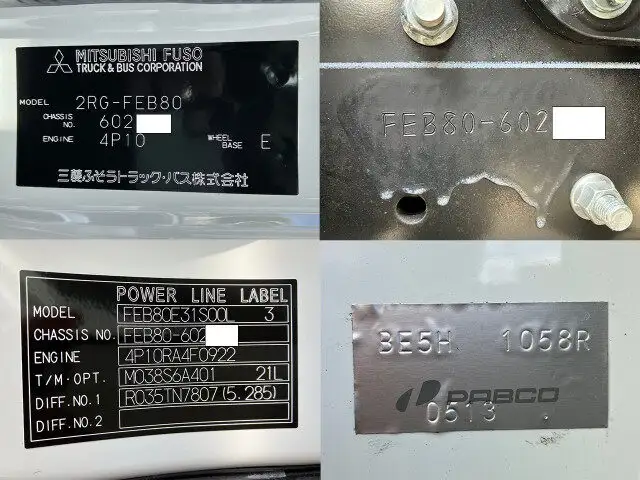 MITSUBISHI FUSO
TRUCK & BUS CORPORATION
MODEL 2RG-FEB80
CHASSIS NO. 602
ENGINE 4P10 WHEEL BASE E
三菱ふそうトラック・バス株式会社
FEB80-602
POWER LINE LABEL
MODEL FEB80E31S00L 3
CHASSIS NO. FEB80-602
ENGINE 4P10RA4F0922
T/M・OPT. M038S6A401 21L
DIFF.NO.1 R035TN7807(5.285)
DIFF.NO.2
BE5H 1058R
PABCO
0513